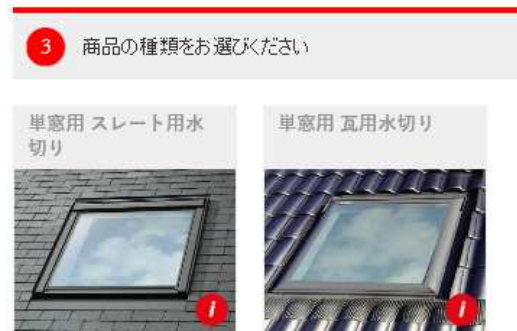 3 商品の種類をお選びください
単窓用 スレート用水
切り
単窓用 瓦用水切り
i
i